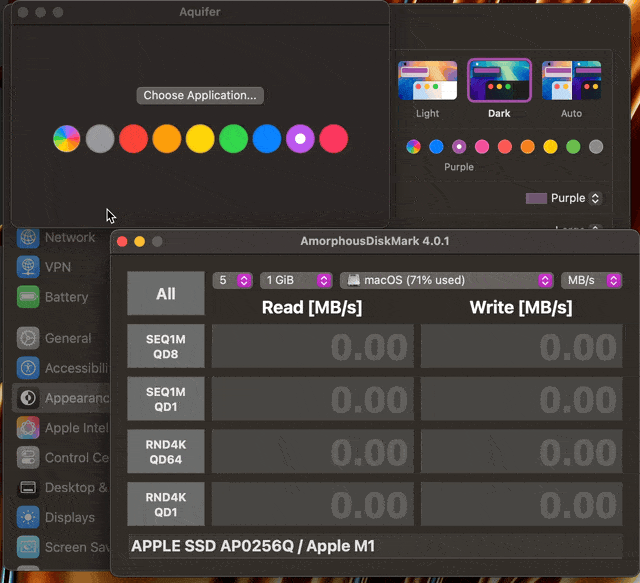 Aquifer
Choose Application...
Light
Dark
Auto
Purple
Purple
Network
VPN
Battery
General
Accessibili
Appearanc
Apple Intel
Control Ce
Desktop &
Displays
Screen Sav
AmorphousDiskMark 4.0.1
All
5
1 GiB
macOS (71% used)
MB/s
Read [MB/s]
Write [MB/s]
SEQ1M
QD8
0.00
0.00
SEQ1M
QD1
0.00
0.00
RND4K
QD64
0.00
0.00
RND4K
QD1
0.00
0.00
APPLE SSD AP0256Q / Apple M1